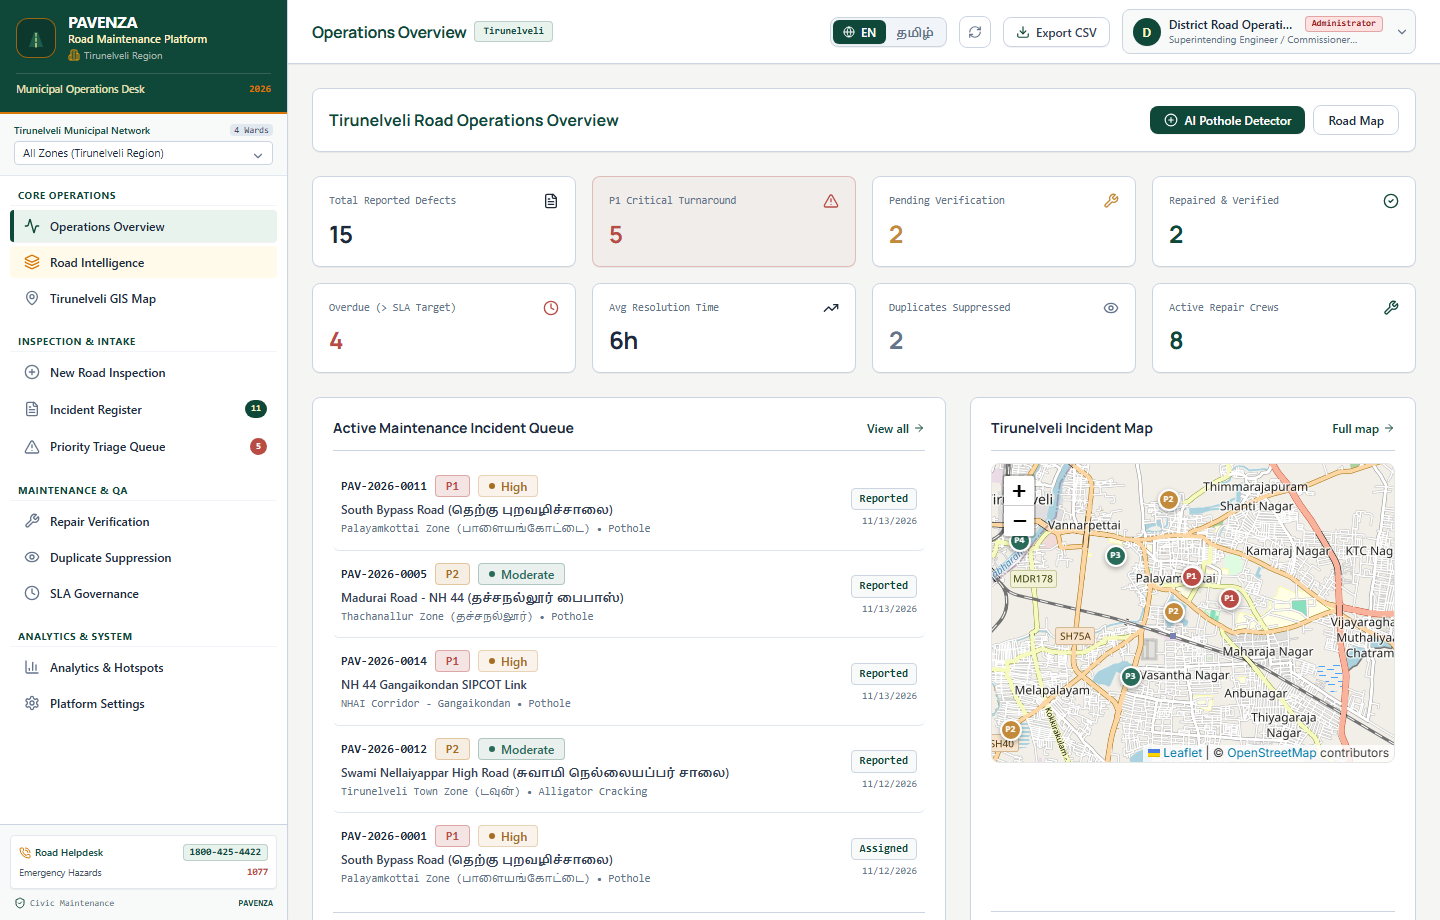 PAVENZA
Road Maintenance Platform
Tirunelveli Region
Municipal Operations Desk 2026
Tirunelveli Municipal Network 4 Wards
All Zones (Tirunelveli Region)
CORE OPERATIONS
Operations Overview
Road Intelligence
Tirunelveli GIS Map
INSPECTION & INTAKE
New Road Inspection
Incident Register 11
Priority Triage Queue 5
MAINTENANCE & QA
Repair Verification
Duplicate Suppression
SLA Governance
ANALYTICS & SYSTEM
Analytics & Hotspots
Platform Settings
Road Helpdesk 1800-425-4422
Emergency Hazards 1077
Civic Maintenance PAVENZA
Operations Overview Tirunelveli
EN தமிழ்
Export CSV
D
District Road Operati... Administrator
Superintending Engineer / Commissioner...
Tirunelveli Road Operations Overview
AI Pothole Detector
Road Map
Total Reported Defects
15
P1 Critical Turnaround
5
Pending Verification
2
Repaired & Verified
2
Overdue (> SLA Target)
4
Avg Resolution Time
6h
Duplicates Suppressed
2
Active Repair Crews
8
Active Maintenance Incident Queue
View all →
PAV-2026-0011 P1 • High
South Bypass Road (தெற்கு புறவழிச்சாலை)
Palayamkottai Zone (பாளையங்கோட்டை) • Pothole
Reported
11/13/2026
PAV-2026-0005 P2 • Moderate
Madurai Road - NH 44 (தச்சநல்லூர் பைபாஸ்)
Thachanallur Zone (தச்சநல்லூர்) • Pothole
Reported
11/13/2026
PAV-2026-0014 P1 • High
NH 44 Gangaikondan SIPCOT Link
NHAI Corridor - Gangaikondan • Pothole
Reported
11/13/2026
PAV-2026-0012 P2 • Moderate
Swami Nellaiyappar High Road (சுவாமி நெல்லையப்பர் சாலை)
Tirunelveli Town Zone (டவுன்) • Alligator Cracking
Reported
11/12/2026
PAV-2026-0001 P1 • High
South Bypass Road (தெற்கு புறவழிச்சாலை)
Palayamkottai Zone (பாளையங்கோட்டை) • Pothole
Assigned
11/12/2026
Tirunelveli Incident Map
Full map →
+
−
Thimmarajapuram
Shanti Nagar
Vannarpettai
P2
P4
P3
Kamaraj Nagar
KTC Nag
MDR178
P1
P1
P2
Vijayaragha
Muthaliya
Chatram
SH75A
Maharaja Nagar
P3
Vasantha Nagar
Melapalayam
Anbunagar
Thiyagaraja
Nagar
P2
SH40
Kokkirakulam
Leaflet | © OpenStreetMap contributors